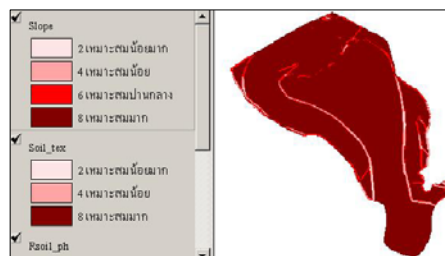 Slope
2 เหมาะสมน้อยมาก
4 เหมาะสมน้อย
6 เหมาะสมปานกลาง
8 เหมาะสมมาก
Soil_tex
2 เหมาะสมน้อยมาก
4 เหมาะสมน้อย
8 เหมาะสมมาก
Rzoil_ph